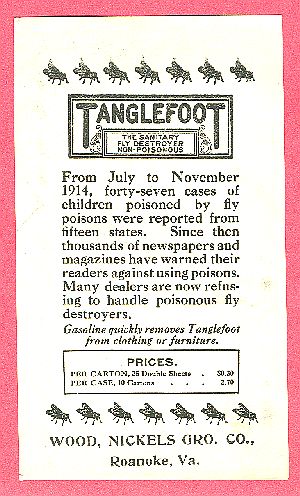 TANGLEFOOT
THE SANITARY
FLY DESTROYER
NON-POISONOUS
From July to November
1914, forty-seven cases of
children poisoned by fly
poisons were reported from
fifteen states. Since then
thousands of newspapers and
magazines have warned their
readers against using poisons.
Many dealers are now refus-
ing to handle poisonous fly
destroyers.
Gasoline quickly removes Tanglefoot
from clothing or furniture.
PRICES.
PER CARTON, 25 Double Sheets . $0.30
PER CASE, 10 Cartons . . . 2.70
WOOD, NICKELS GRO. CO.,
Roanoke, Va.